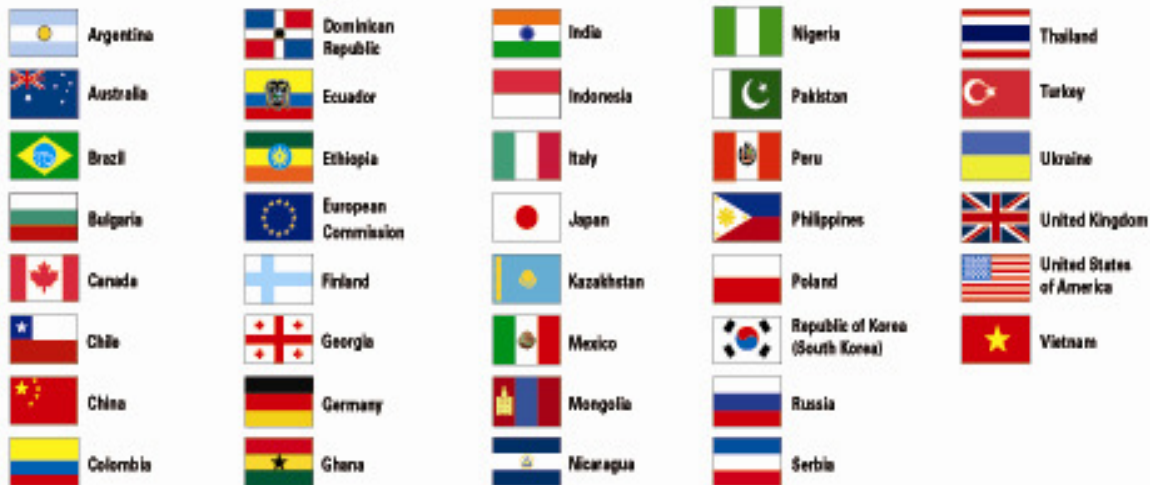 Argentina
Australia
Brazil
Bulgaria
Canada
Chile
China
Colombia
Dominican
Republic
Ecuador
Ethiopia
European
Commission
Finland
Georgia
Germany
Ghana
India
Indonesia
Italy
Japan
Kazakhstan
Mexico
Mongolia
Nicaragua
Nigeria
Pakistan
Peru
Philippines
Poland
Republic of Korea
(South Korea)
Russia
Serbia
Thailand
Turkey
Ukraine
United Kingdom
United States
of America
Vietnam